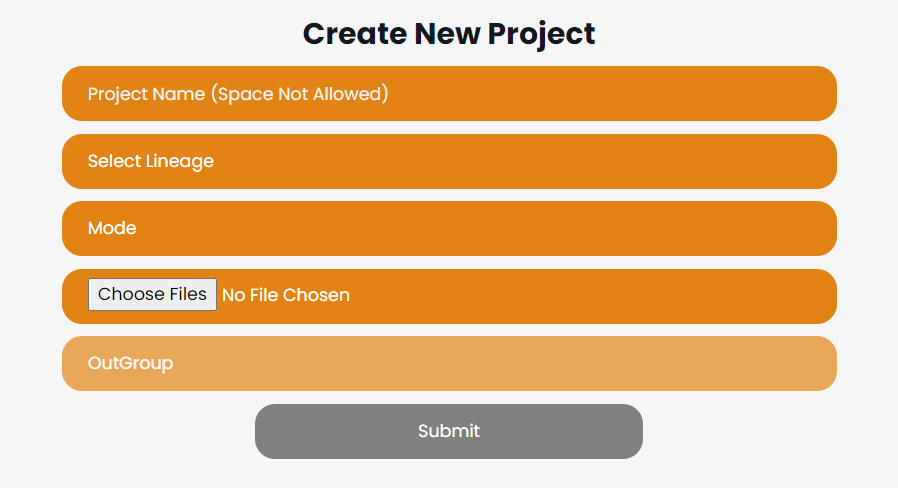 Create New Project
Project Name (Space Not Allowed)
Select Lineage
Mode
Choose Files No File Chosen
OutGroup
Submit